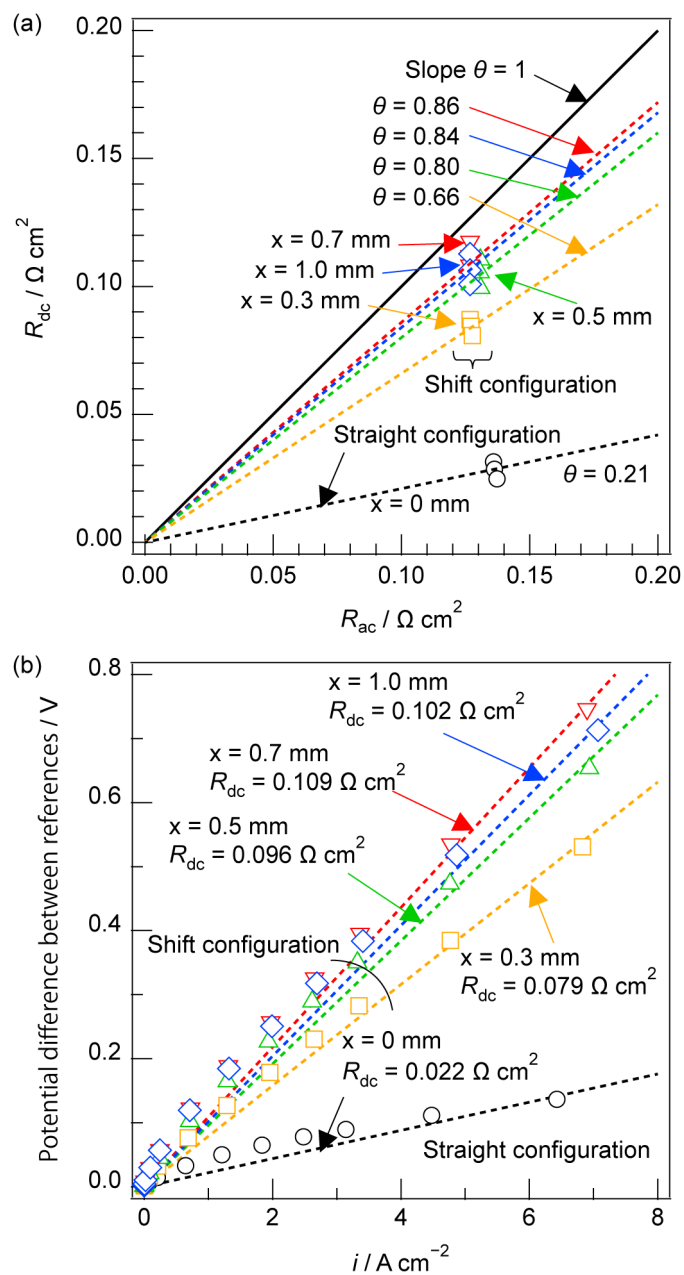 (a)
0.20
0.15
0.10
0.05
0.00
R_dc / Ω cm²
Slope θ = 1
θ = 0.86
θ = 0.84
θ = 0.80
θ = 0.66
x = 0.7 mm
x = 1.0 mm
x = 0.3 mm
x = 0.5 mm
Shift configuration
Straight configuration
θ = 0.21
x = 0 mm
0.00 0.05 0.10 0.15 0.20
R_ac / Ω cm²
(b)
0.8
0.6
0.4
0.2
0.0
Potential difference between references / V
x = 1.0 mm
R_dc = 0.102 Ω cm²
x = 0.7 mm
R_dc = 0.109 Ω cm²
x = 0.5 mm
R_dc = 0.096 Ω cm²
Shift configuration
x = 0.3 mm
R_dc = 0.079 Ω cm²
x = 0 mm
R_dc = 0.022 Ω cm²
Straight configuration
0 2 4 6 8
i / A cm⁻²